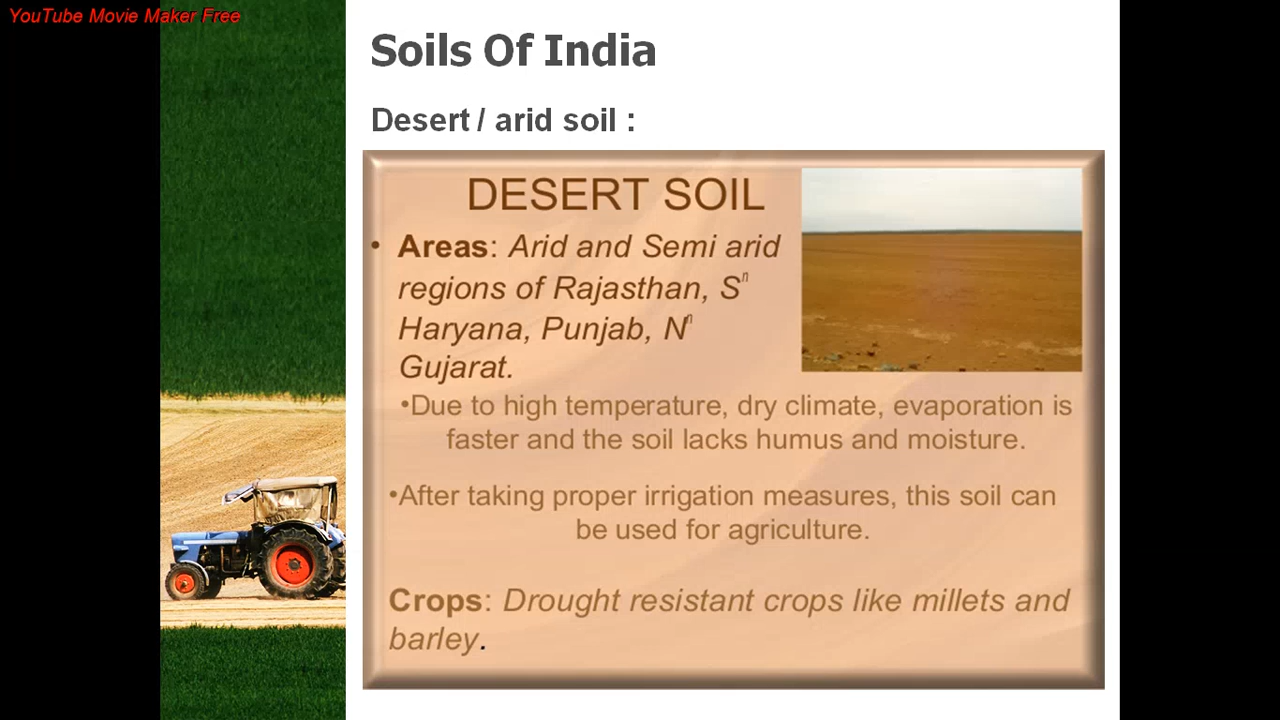 YouTube Movie Maker Free
Soils Of India
Desert / arid soil :
DESERT SOIL
• Areas: Arid and Semi arid
regions of Rajasthan, Sⁿ
Haryana, Punjab, Nⁿ
Gujarat.
•Due to high temperature, dry climate, evaporation is
faster and the soil lacks humus and moisture.
•After taking proper irrigation measures, this soil can
be used for agriculture.
Crops: Drought resistant crops like millets and
barley.